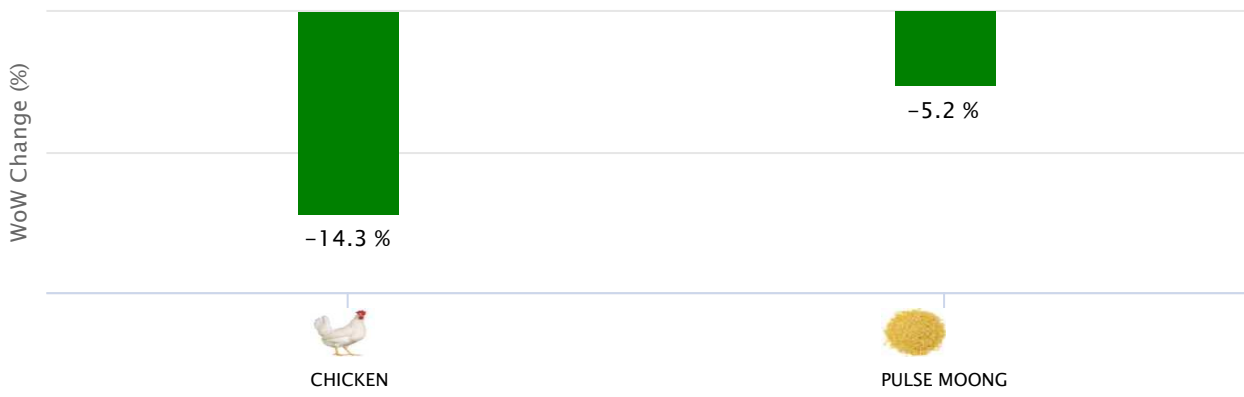 WoW Change (%)
-14.3 %
-5.2 %
CHICKEN
PULSE MOONG